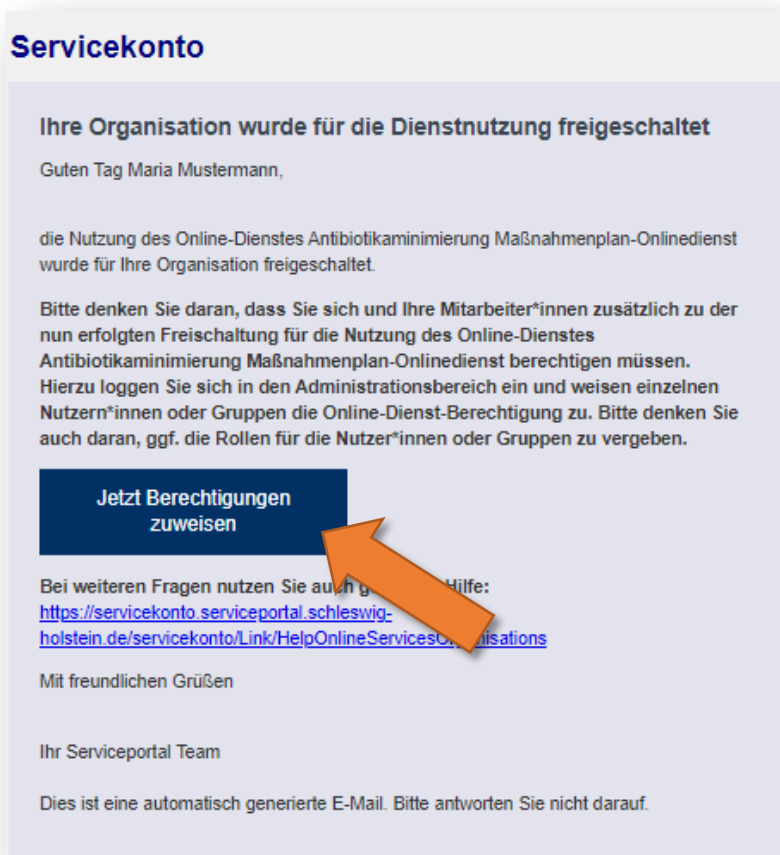 Servicekonto
Ihre Organisation wurde für die Dienstnutzung freigeschaltet
Guten Tag Maria Mustermann,
die Nutzung des Online-Dienstes Antibiotikaminimierung Maßnahmenplan-Onlinedienst
wurde für Ihre Organisation freigeschaltet.
Bitte denken Sie daran, dass Sie sich und Ihre Mitarbeiter*innen zusätzlich zu der
nun erfolgten Freischaltung für die Nutzung des Online-Dienstes
Antibiotikaminimierung Maßnahmenplan-Onlinedienst berechtigen müssen.
Hierzu loggen Sie sich in den Administrationsbereich ein und weisen einzelnen
Nutzern*innen oder Gruppen die Online-Dienst-Berechtigung zu. Bitte denken Sie
auch daran, ggf. die Rollen für die Nutzer*innen oder Gruppen zu vergeben.
Jetzt Berechtigungen
zuweisen
Bei weiteren Fragen nutzen Sie auch Hilfe:
https://servicekonto.serviceportal.schleswig-
holstein.de/servicekonto/Link/HelpOnlineServicesOrganisations
Mit freundlichen Grüßen
Ihr Serviceportal Team
Dies ist eine automatisch generierte E-Mail. Bitte antworten Sie nicht darauf.